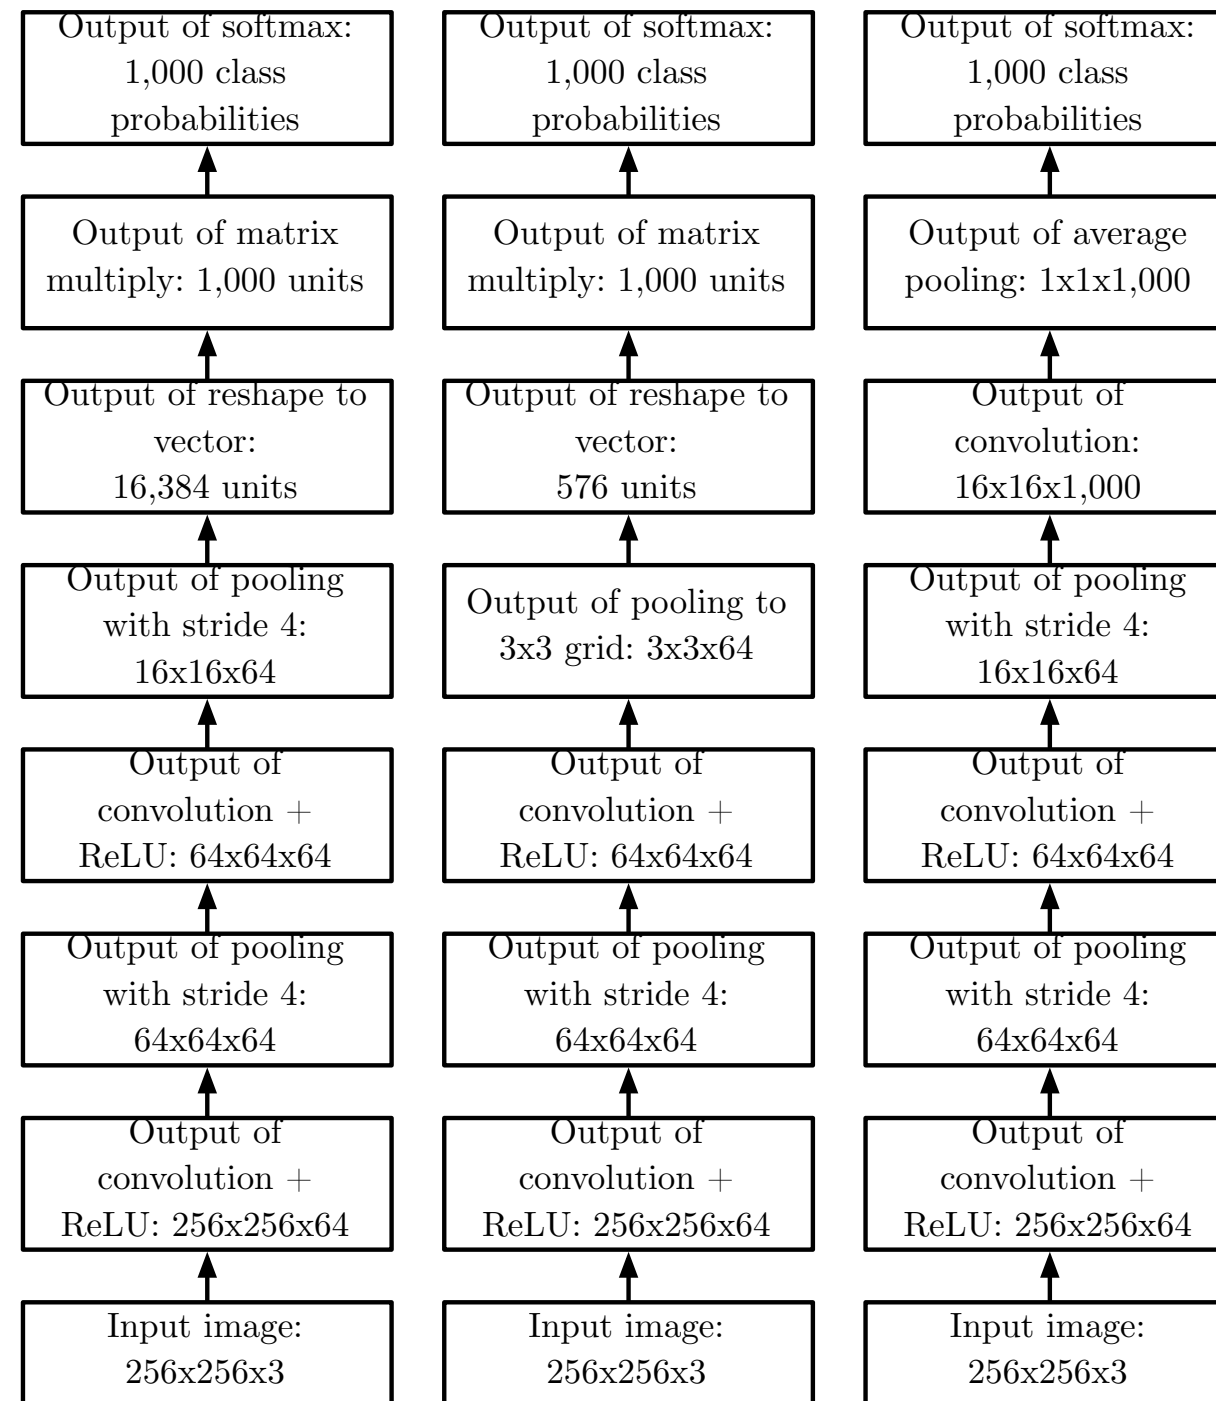 Output of softmax:
1,000 class
probabilities
Output of matrix
multiply: 1,000 units
Output of reshape to
vector:
16,384 units
Output of pooling
with stride 4:
16x16x64
Output of
convolution +
ReLU: 64x64x64
Output of pooling
with stride 4:
64x64x64
Output of
convolution +
ReLU: 256x256x64
Input image:
256x256x3
Output of softmax:
1,000 class
probabilities
Output of matrix
multiply: 1,000 units
Output of reshape to
vector:
576 units
Output of pooling to
3x3 grid: 3x3x64
Output of
convolution +
ReLU: 64x64x64
Output of pooling
with stride 4:
64x64x64
Output of
convolution +
ReLU: 256x256x64
Input image:
256x256x3
Output of softmax:
1,000 class
probabilities
Output of average
pooling: 1x1x1,000
Output of
convolution:
16x16x1,000
Output of pooling
with stride 4:
16x16x64
Output of
convolution +
ReLU: 64x64x64
Output of pooling
with stride 4:
64x64x64
Output of
convolution +
ReLU: 256x256x64
Input image:
256x256x3